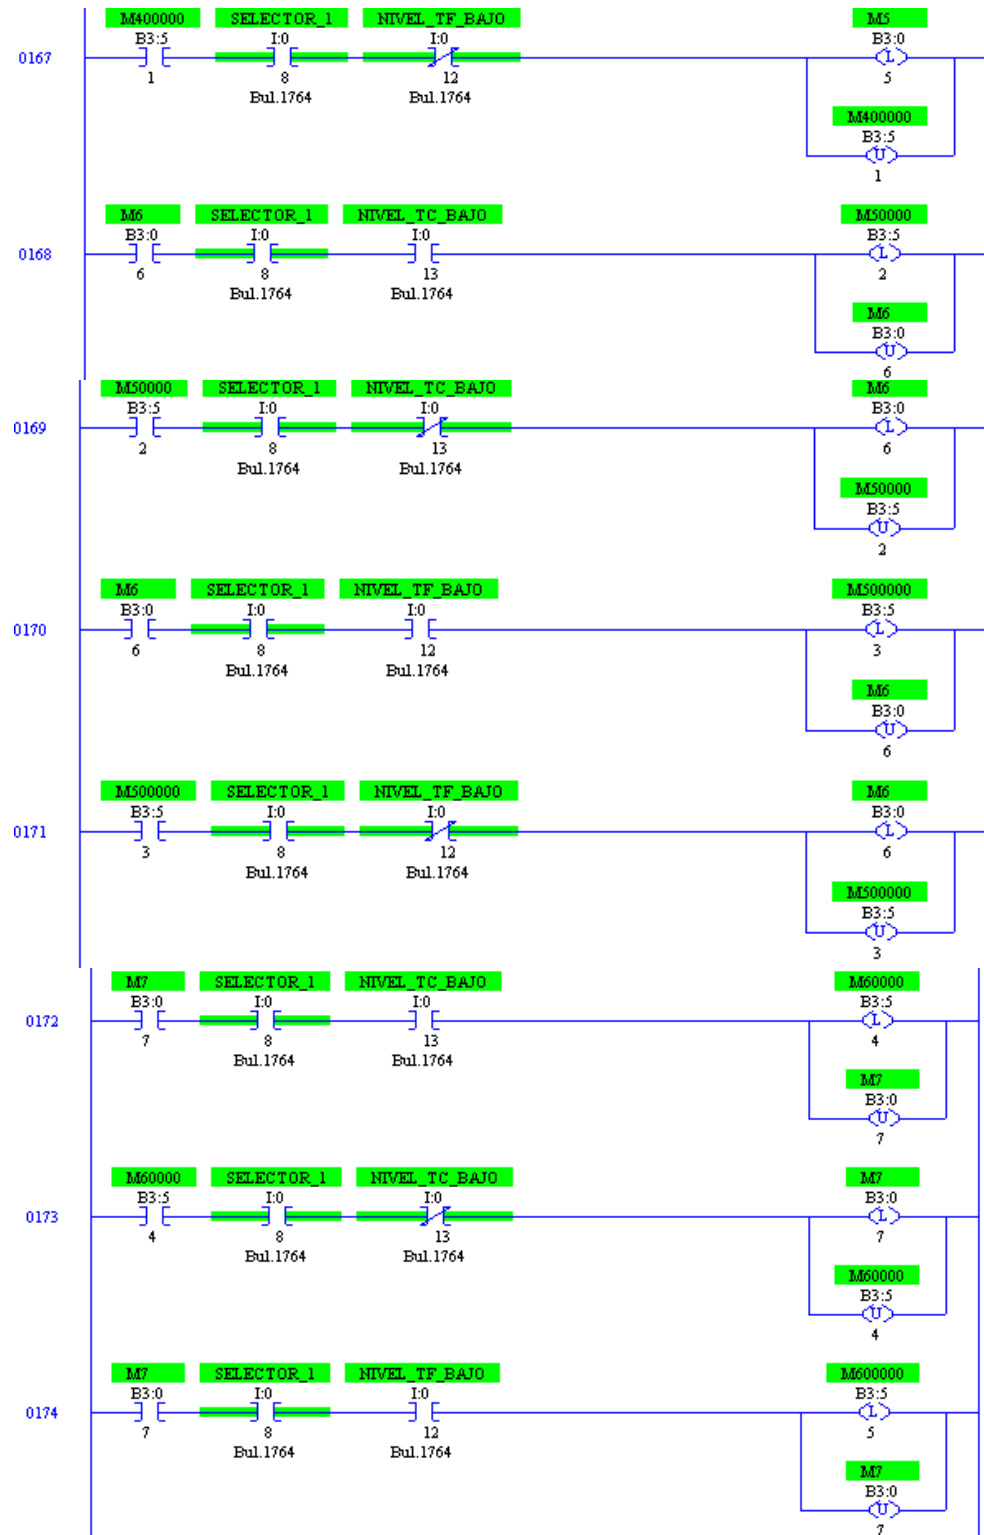 M400000 SELECTOR_1 NIVEL_TF_BAJO M5
B3:5 I:0 I:0 B3:0
0167 L
1 8 12 5
Bul.1764 Bul.1764
M400000
B3:5
U
1
M6 SELECTOR_1 NIVEL_TC_BAJO M50000
B3:0 I:0 I:0 B3:5
0168 L
6 8 13 2
Bul.1764 Bul.1764
M6
B3:0
U
6
M50000 SELECTOR_1 NIVEL_TC_BAJO M6
B3:5 I:0 I:0 B3:0
0169 L
2 8 13 6
Bul.1764 Bul.1764
M50000
B3:5
U
2
M6 SELECTOR_1 NIVEL_TF_BAJO M500000
B3:0 I:0 I:0 B3:5
0170 L
6 8 12 3
Bul.1764 Bul.1764
M6
B3:0
U
6
M500000 SELECTOR_1 NIVEL_TF_BAJO M6
B3:5 I:0 I:0 B3:0
0171 L
3 8 12 6
Bul.1764 Bul.1764
M500000
B3:5
U
3
M7 SELECTOR_1 NIVEL_TC_BAJO M60000
B3:0 I:0 I:0 B3:5
0172 L
7 8 13 4
Bul.1764 Bul.1764
M7
B3:0
U
7
M60000 SELECTOR_1 NIVEL_TC_BAJO M7
B3:5 I:0 I:0 B3:0
0173 L
4 8 13 7
Bul.1764 Bul.1764
M60000
B3:5
U
4
M7 SELECTOR_1 NIVEL_TF_BAJO M600000
B3:0 I:0 I:0 B3:5
0174 L
7 8 12 5
Bul.1764 Bul.1764
M7
B3:0
U
7